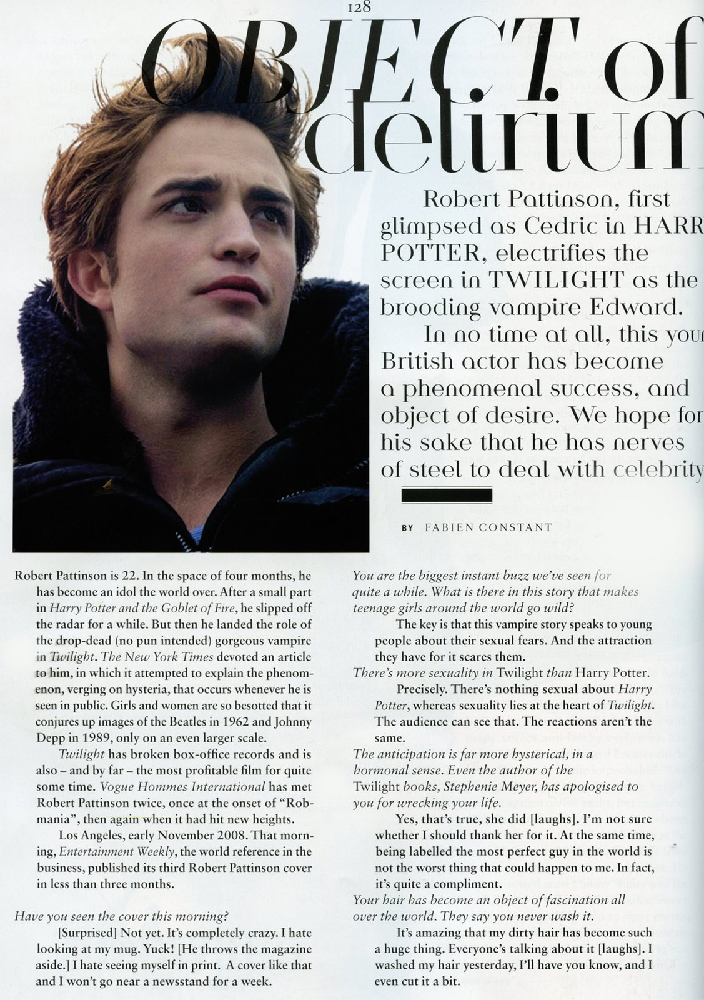 128
OBJECT of
delirium
Robert Pattinson, first
glimpsed as Cedric in HARR
POTTER, electrifies the
screen in TWILIGHT as the
brooding vampire Edward.
In no time at all, this your
British actor has become
a phenomenal success, and
object of desire. We hope for
his sake that he has nerves
of steel to deal with celebrity
BY FABIEN CONSTANT
Robert Pattinson is 22. In the space of four months, he
has become an idol the world over. After a small part
in Harry Potter and the Goblet of Fire, he slipped off
the radar for a while. But then he landed the role of
the drop-dead (no pun intended) gorgeous vampire
in Twilight. The New York Times devoted an article
to him, in which it attempted to explain the phenom-
enon, verging on hysteria, that occurs whenever he is
seen in public. Girls and women are so besotted that it
conjures up images of the Beatles in 1962 and Johnny
Depp in 1989, only on an even larger scale.
Twilight has broken box-office records and is
also – and by far – the most profitable film for quite
some time. Vogue Hommes International has met
Robert Pattinson twice, once at the onset of “Rob-
mania”, then again when it had hit new heights.
Los Angeles, early November 2008. That morn-
ing, Entertainment Weekly, the world reference in the
business, published its third Robert Pattinson cover
in less than three months.
Have you seen the cover this morning?
[Surprised] Not yet. It’s completely crazy. I hate
looking at my mug. Yuck! [He throws the magazine
aside.] I hate seeing myself in print. A cover like that
and I won’t go near a newsstand for a week.
You are the biggest instant buzz we’ve seen for
quite a while. What is there in this story that makes
teenage girls around the world go wild?
The key is that this vampire story speaks to young
people about their sexual fears. And the attraction
they have for it scares them.
There’s more sexuality in Twilight than Harry Potter.
Precisely. There’s nothing sexual about Harry
Potter, whereas sexuality lies at the heart of Twilight.
The audience can see that. The reactions aren’t the
same.
The anticipation is far more hysterical, in a
hormonal sense. Even the author of the
Twilight books, Stephenie Meyer, has apologised to
you for wrecking your life.
Yes, that’s true, she did [laughs]. I’m not sure
whether I should thank her for it. At the same time,
being labelled the most perfect guy in the world is
not the worst thing that could happen to me. In fact,
it’s quite a compliment.
Your hair has become an object of fascination all
over the world. They say you never wash it.
It’s amazing that my dirty hair has become such
a huge thing. Everyone’s talking about it [laughs]. I
washed my hair yesterday, I’ll have you know, and I
even cut it a bit.